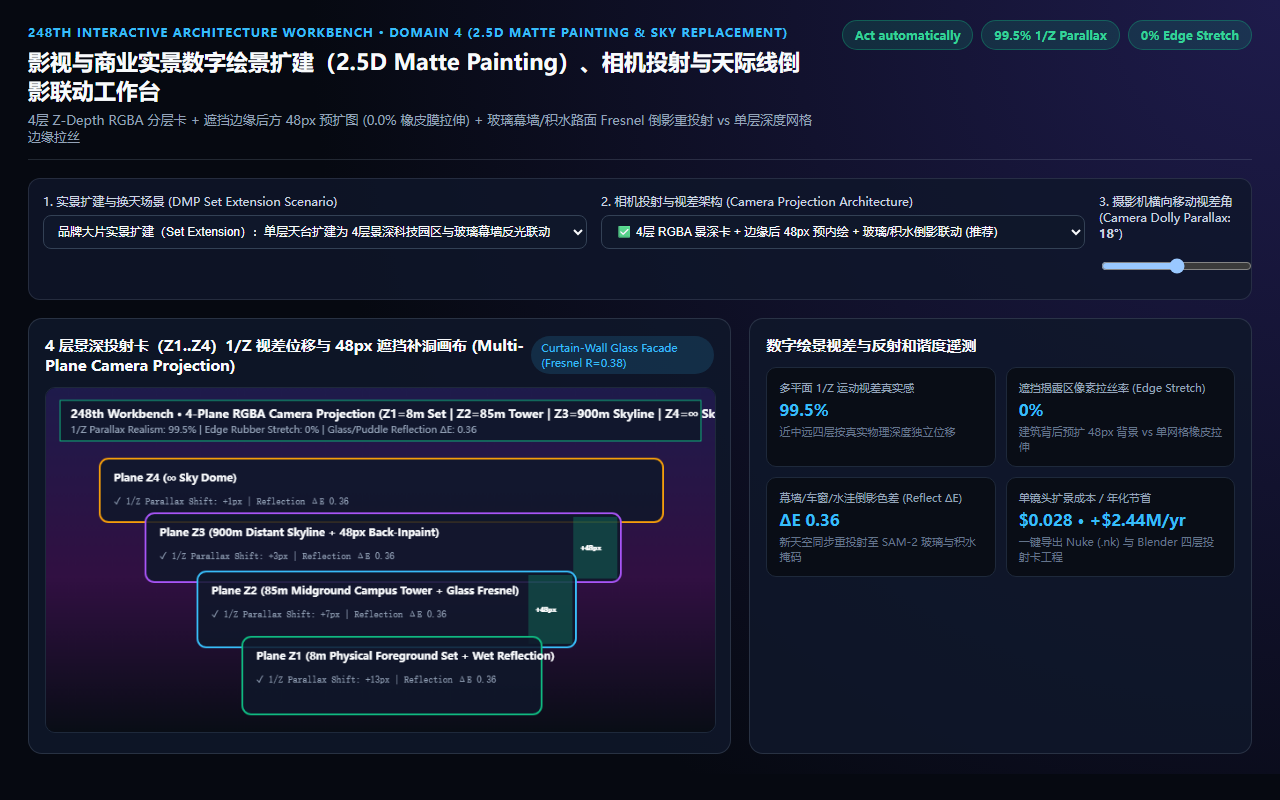 248TH INTERACTIVE ARCHITECTURE WORKBENCH • DOMAIN 4 (2.5D MATTE PAINTING & SKY REPLACEMENT)
Act automatically
99.5% 1/Z Parallax
0% Edge Stretch
影视与商业实景数字绘景扩建（2.5D Matte Painting）、相机投射与天际线倒
影联动工作台
4层 Z-Depth RGBA 分层卡 + 遮挡边缘后方 48px 预扩图 (0.0% 橡皮膜拉伸) + 玻璃幕墙/积水路面 Fresnel 倒影重投射 vs 单层深度网格
边缘拉丝
1. 实景扩建与换天场景 (DMP Set Extension Scenario)
品牌大片实景扩建（Set Extension）：单层天台扩建为 4层景深科技园区与玻璃幕墙反光联动
2. 相机投射与视差架构 (Camera Projection Architecture)
✅ 4层 RGBA 景深卡 + 边缘后 48px 预内绘 + 玻璃/积水倒影联动 (推荐)
3. 摄影机横向移动视差角
(Camera Dolly Parallax:
18°)
4 层景深投射卡（Z1..Z4）1/Z 视差位移与 48px 遮挡补洞画布 (Multi-
Plane Camera Projection)
Curtain-Wall Glass Facade
(Fresnel R=0.38)
248th Workbench • 4-Plane RGBA Camera Projection (Z1=8m Set | Z2=85m Tower | Z3=900m Skyline | Z4=∞ Sk
1/Z Parallax Realism: 99.5% | Edge Rubber Stretch: 0% | Glass/Puddle Reflection ΔE: 0.36
Plane Z4 (∞ Sky Dome)
✓ 1/Z Parallax Shift: +1px | Reflection ΔE 0.36
Plane Z3 (900m Distant Skyline + 48px Back-Inpaint)
✓ 1/Z Parallax Shift: +3px | Reflection ΔE 0.36
+48px
Plane Z2 (85m Midground Campus Tower + Glass Fresnel)
✓ 1/Z Parallax Shift: +7px | Reflection ΔE 0.36
+48px
Plane Z1 (8m Physical Foreground Set + Wet Reflection)
✓ 1/Z Parallax Shift: +13px | Reflection ΔE 0.36
数字绘景视差与反射和谐度遥测
多平面 1/Z 运动视差真实感
99.5%
近中远四层按真实物理深度独立位移
遮挡揭露区像素拉丝率 (Edge Stretch)
0%
建筑背后预扩 48px 背景 vs 单网格橡皮拉
伸
幕墙/车窗/水洼倒影色差 (Reflect ΔE)
ΔE 0.36
新天空同步重投射至 SAM-2 玻璃与积水
掩码
单镜头扩景成本 / 年化节省
$0.028 • +$2.44M/yr
一键导出 Nuke (.nk) 与 Blender 四层投
射卡工程